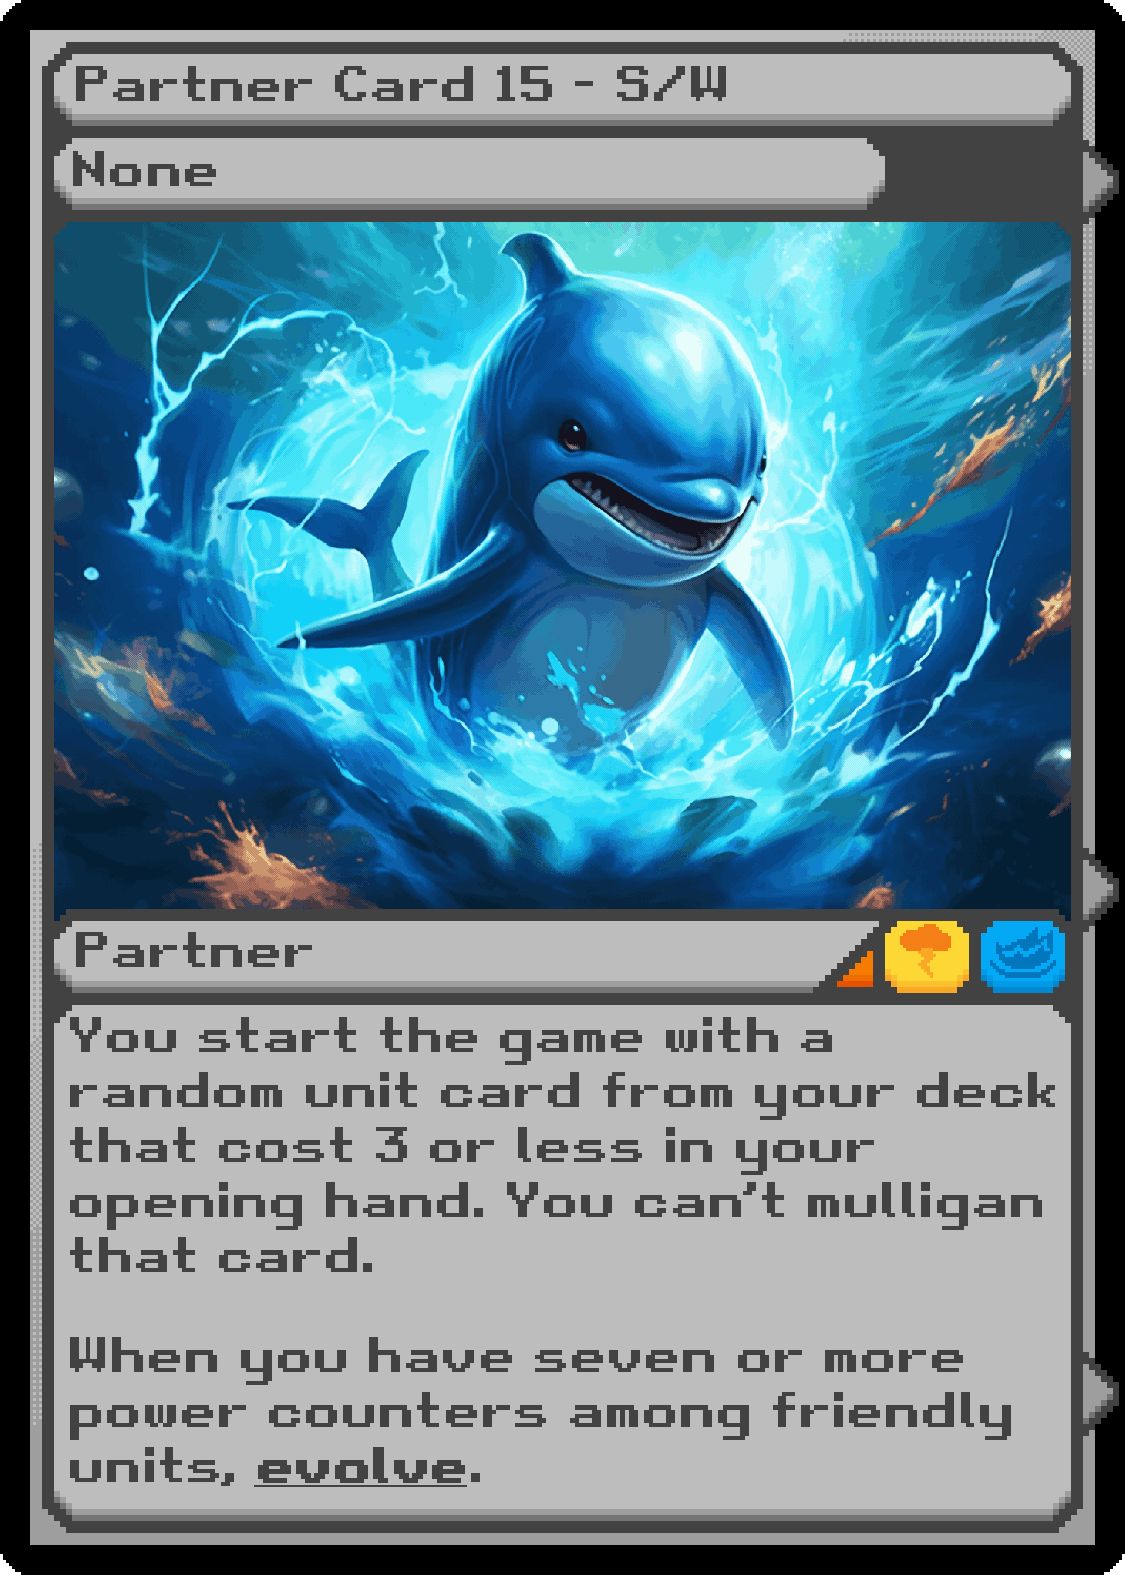 Partner Card 15 - S/W
None
Partner
You start the game with a
random unit card from your deck
that cost 3 or less in your
opening hand. You can't mulligan
that card.
When you have seven or more
power counters among friendly
units, evolve.